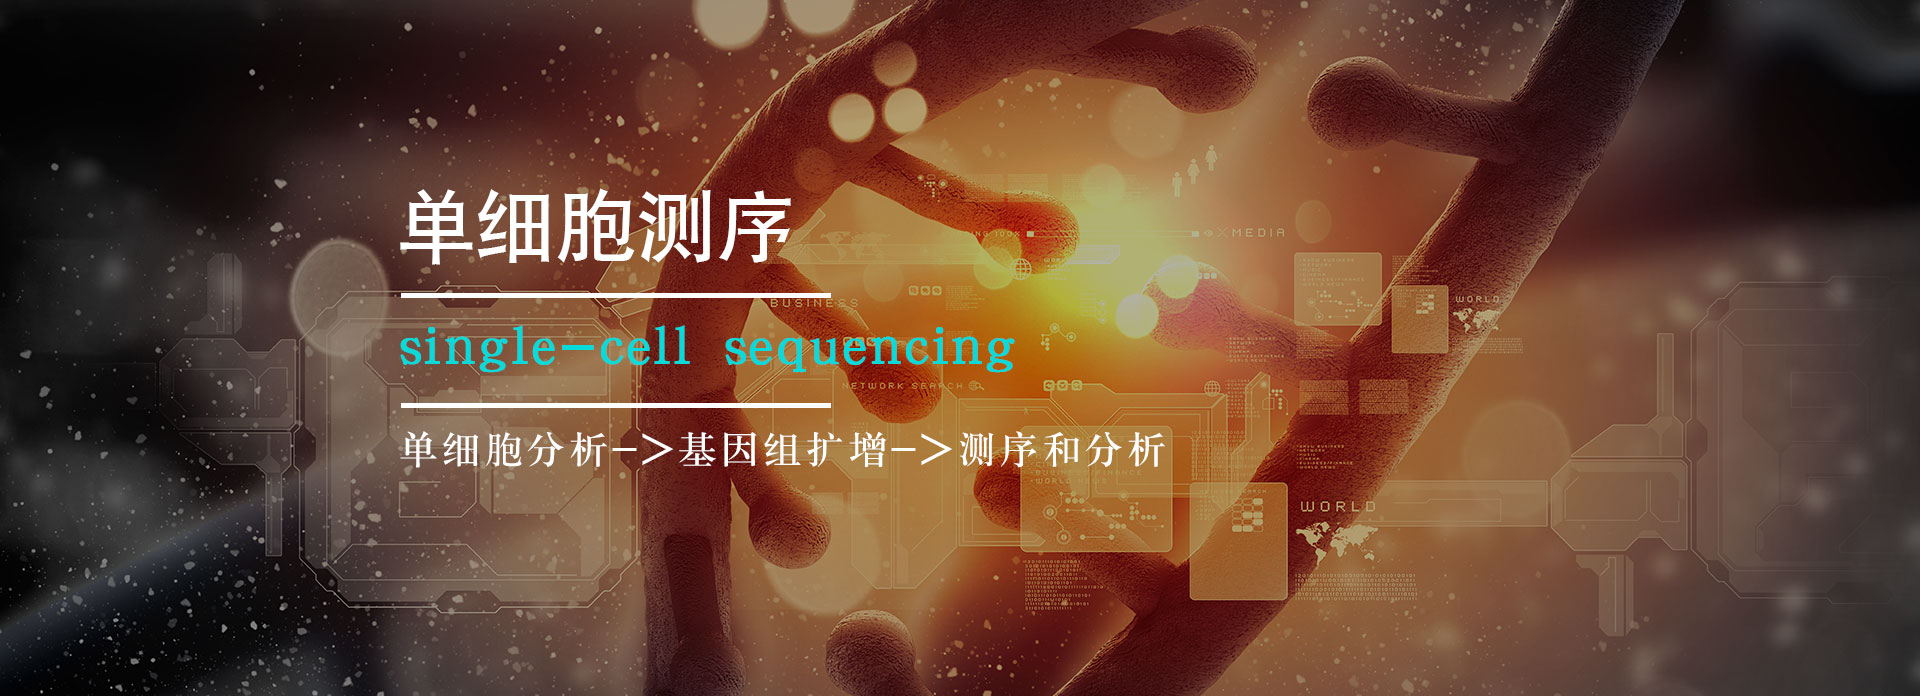 单细胞测序
single-cell sequencing
单细胞分析->基因组扩增->测序和分析
MEDIA
BUSINESS
WORLD
NETWORK SEARCH
WORLD